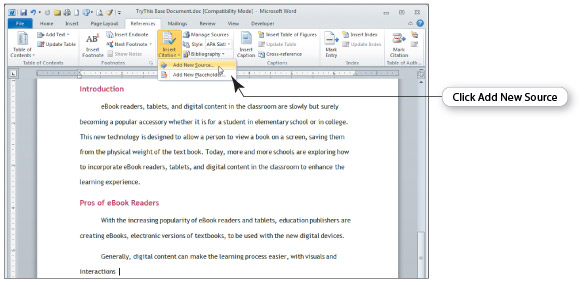 TryThis Base Document.doc [Compatibility Mode] - Microsoft Word
File Home Insert Page Layout References Mailings Review View Developer
Table of Contents Add Text Update Table
Table of Contents
AB Insert Footnote Insert Endnote Next Footnote Show Notes
Footnotes
Insert Citation Manage Sources Style: APA Bibliography
Add New Source...
Add New Placeholder...
Insert Caption Insert Table of Figures Update Table Cross-reference
Captions
Mark Entry Insert Index Update Index
Index
Mark Citation
Table of Auth...
Click Add New Source
Introduction
eBook readers, tablets, and digital content in the classroom are slowly but surely
becoming a popular accessory whether it is for a student in elementary school or in college.
This new technology is designed to allow a person to view a book on a screen, saving them
from the physical weight of the text book. Today, more and more schools are exploring how
to incorporate eBook readers, tablets, and digital content in the classroom to enhance the
learning experience.
Pros of eBook Readers
With the increasing popularity of eBook readers and tablets, education publishers are
creating eBooks, electronic versions of textbooks, to be used with the new digital devices.
Generally, digital content can make the learning process easier, with visuals and
interactions